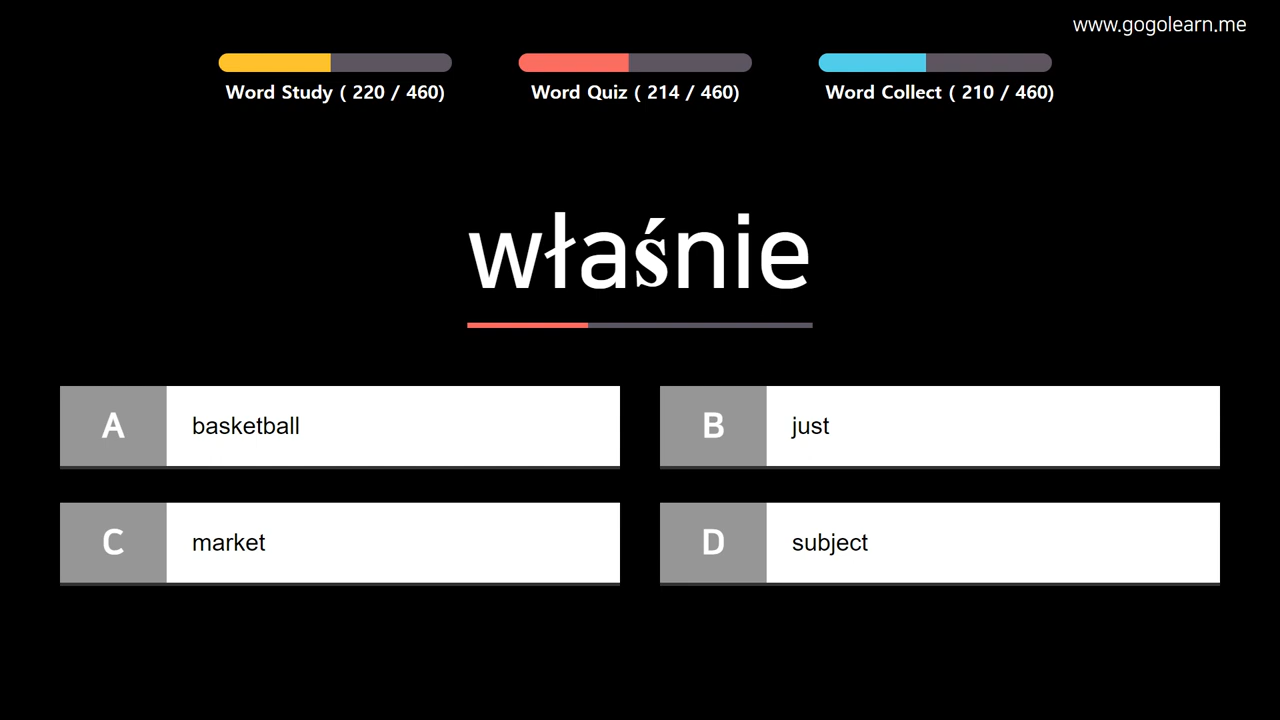 www.gogolearn.me
Word Study ( 220 / 460)
Word Quiz ( 214 / 460)
Word Collect ( 210 / 460)
właśnie
A basketball
B just
C market
D subject